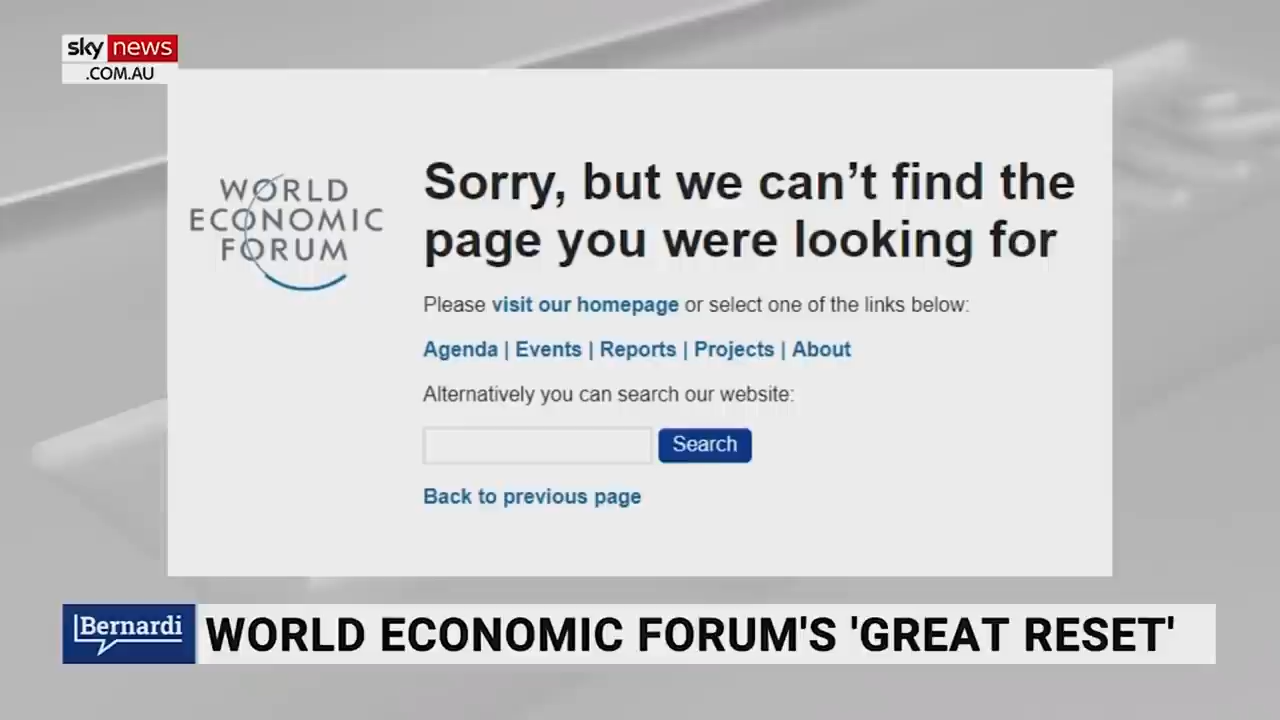 sky news
.COM.AU
WORLD
ECONOMIC
FORUM
Sorry, but we can’t find the
page you were looking for
Please visit our homepage or select one of the links below:
Agenda | Events | Reports | Projects | About
Alternatively you can search our website:
Search
Back to previous page
Bernardi
WORLD ECONOMIC FORUM'S 'GREAT RESET'